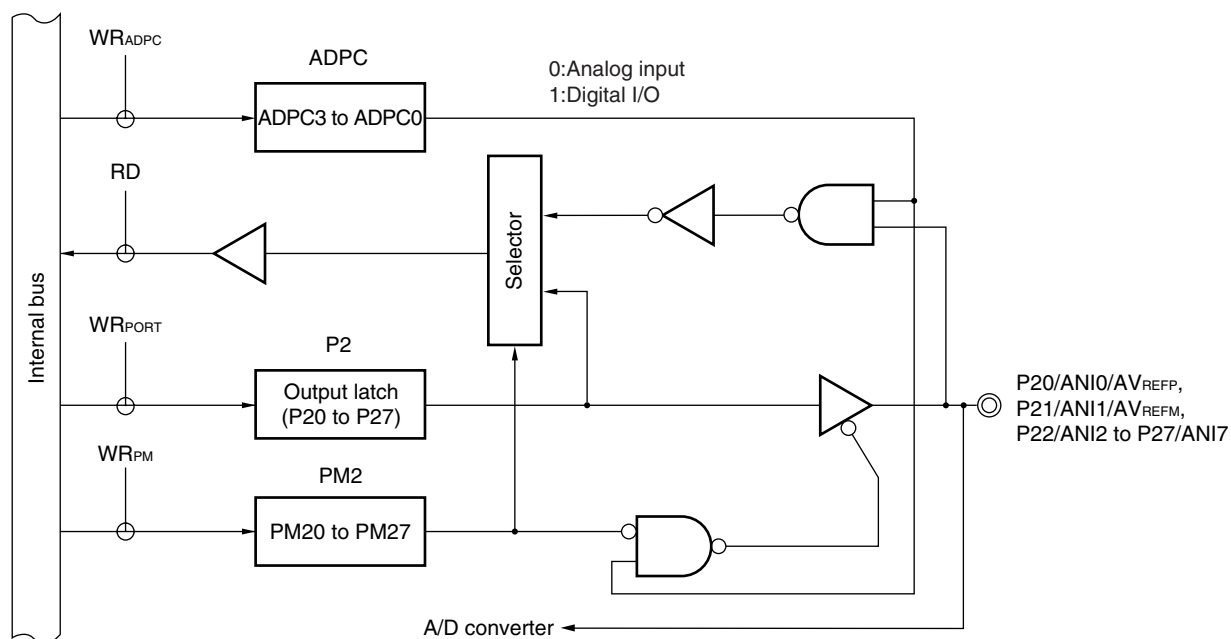 WRADPC
ADPC
0:Analog input
1:Digital I/O
ADPC3 to ADPC0
RD
Selector
Internal bus
WRPORT
P2
Output latch
(P20 to P27)
P20/ANI0/AVREFP,
P21/ANI1/AVREFM,
P22/ANI2 to P27/ANI7
WRPM
PM2
PM20 to PM27
A/D converter